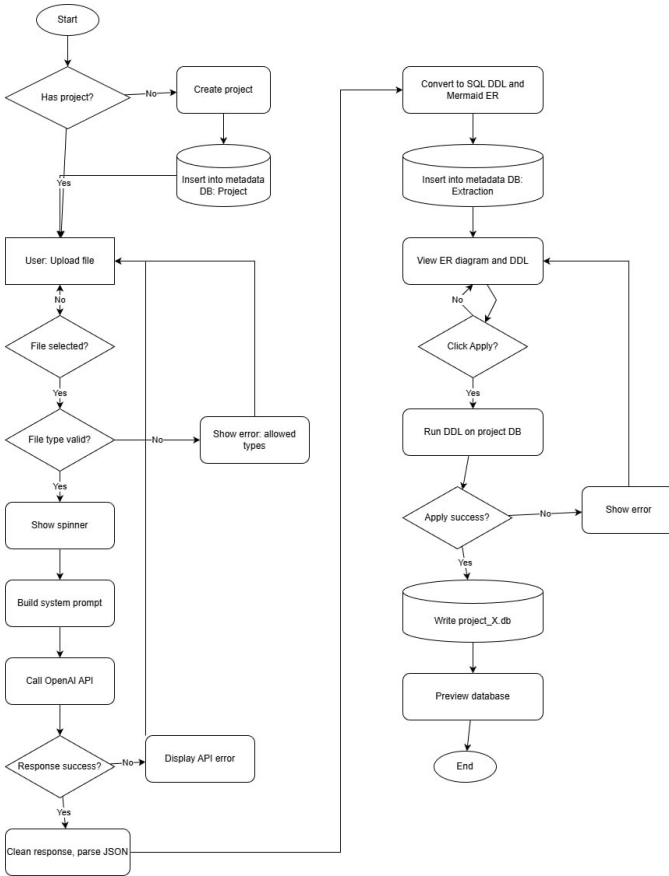 Start
Has project?
No
Create project
Yes
Insert into metadata
DB: Project
User: Upload file
No
File selected?
Yes
File type valid?
No
Show error: allowed
types
Yes
Show spinner
Build system prompt
Call OpenAI API
Response success?
No
Display API error
Yes
Clean response, parse JSON
Convert to SQL DDL and
Mermaid ER
Insert into metadata DB:
Extraction
View ER diagram and DDL
No
Click Apply?
Yes
Run DDL on project DB
Apply success?
No
Show error
Yes
Write project_X.db
Preview database
End